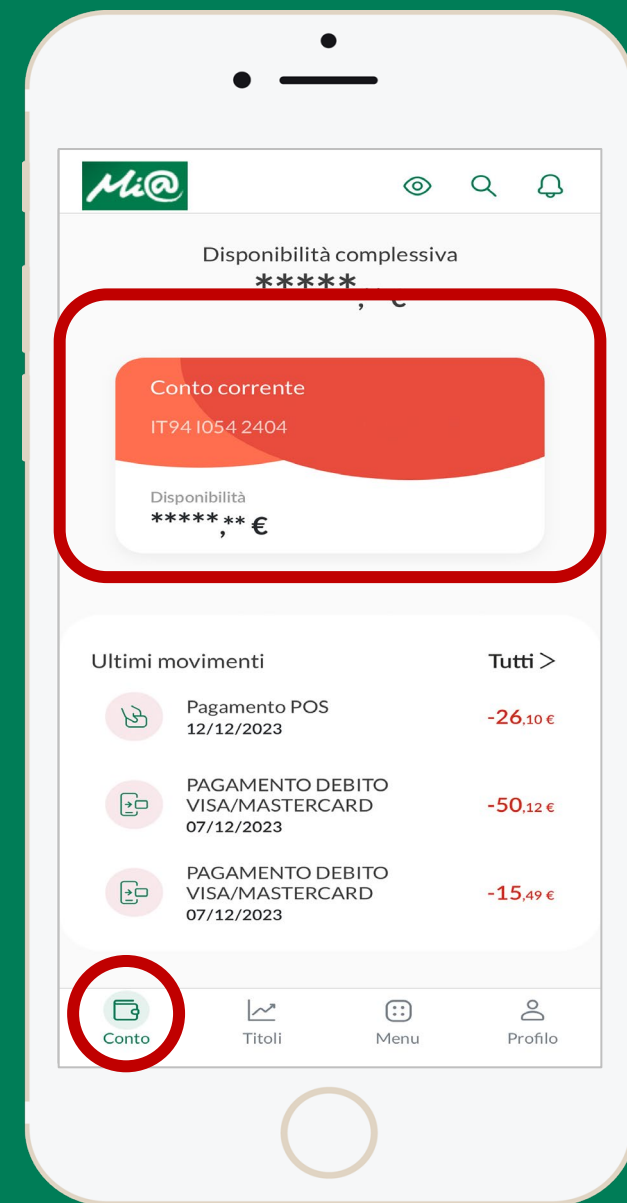 Mi@
Disponibilità complessiva
*****,** €
Conto corrente
IT94 I054 2404
Disponibilità
*****,** €
Ultimi movimenti Tutti >
Pagamento POS
12/12/2023
-26,10 €
PAGAMENTO DEBITO
VISA/MASTERCARD
07/12/2023
-50,12 €
PAGAMENTO DEBITO
VISA/MASTERCARD
07/12/2023
-15,49 €
Conto Titoli Menu Profilo